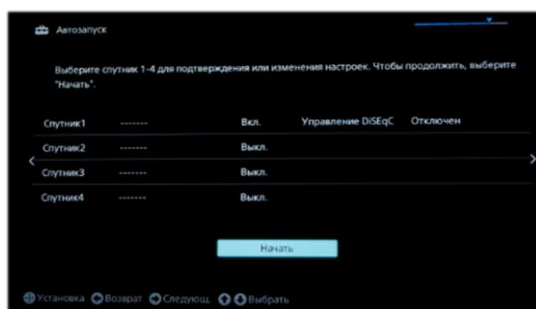 Автозапуск
Выберите спутник 1-4 для подтверждения или изменения настроек. Чтобы продолжить, выберите
"Начать".
Спутник1 ------- Вкл. Управление DiSEqC Отключен
Спутник2 ------- Выкл.
Спутник3 ------- Выкл.
Спутник4 ------- Выкл.
Начать
Установка Возврат Следующ. Выбрать